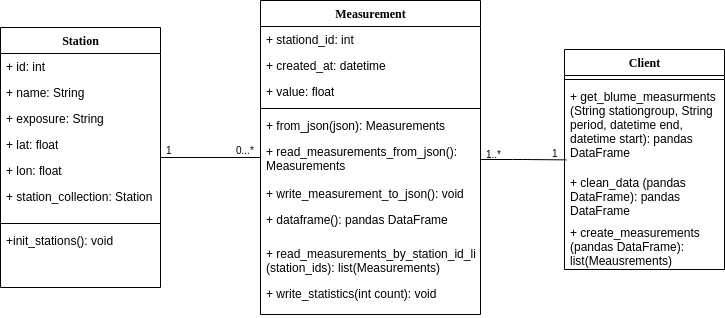 Station
+ id: int
+ name: String
+ exposure: String
+ lat: float
+ lon: float
+ station_collection: Station
+init_stations(): void
1
0...*
Measurement
+ stationd_id: int
+ created_at: datetime
+ value: float
+ from_json(json): Measurements
+ read_measurements_from_json():
Measurements
+ write_measurement_to_json(): void
+ dataframe(): pandas DataFrame
+ read_measurements_by_station_id_li
(station_ids): list(Measurements)
+ write_statistics(int count): void
1..*
1
Client
+ get_blume_measurments
(String stationgroup, String
period, datetime end,
datetime start): pandas
DataFrame
+ clean_data (pandas
DataFrame): pandas
DataFrame
+ create_measurements
(pandas DataFrame):
list(Meausrements)